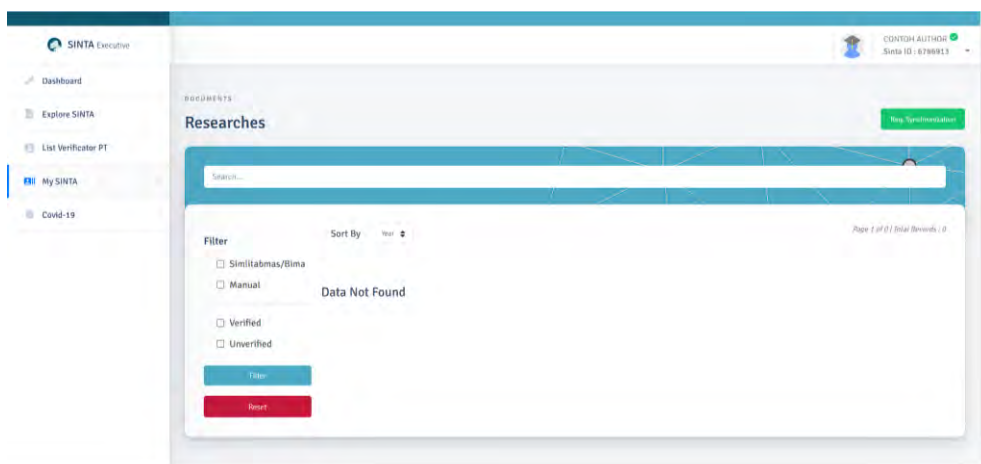 SINTA Executive
CONTOH AUTHOR
Sinta ID : 6786913
Dashboard
Explore SINTA
List Verificator PT
My SINTA
Covid-19
DOCUMENTS
Researches
Req. Synchronization
Search...
Filter
Simlitabmas/Bima
Manual
Verified
Unverified
Filter
Reset
Sort By Year
Page 1 of 0 | Total Records : 0
Data Not Found